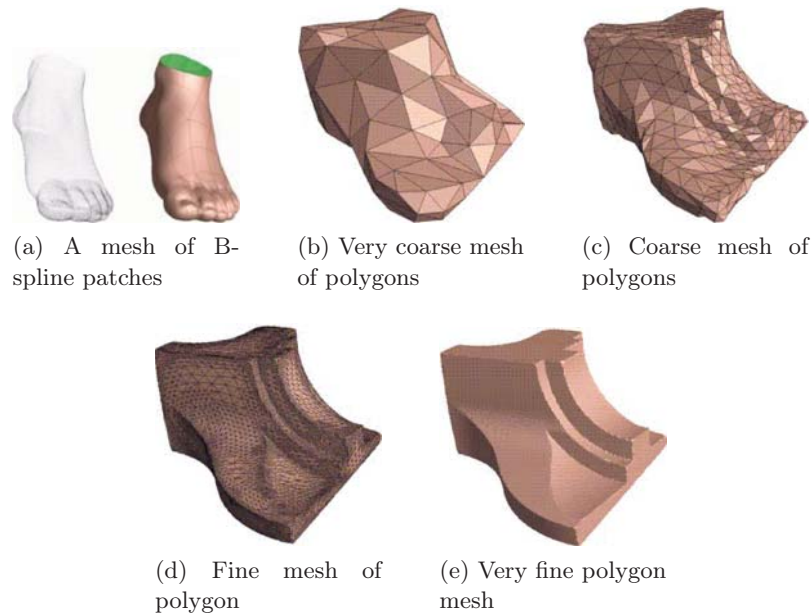 (a) A mesh of B-
spline patches
(b) Very coarse mesh
of polygons
(c) Coarse mesh of
polygons
(d) Fine mesh of
polygon
(e) Very fine polygon
mesh